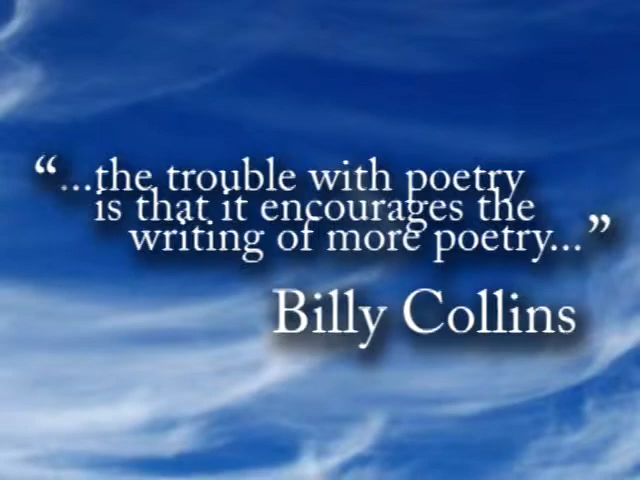 “...the trouble with poetry
is that it encourages the
writing of more poetry...”
Billy Collins